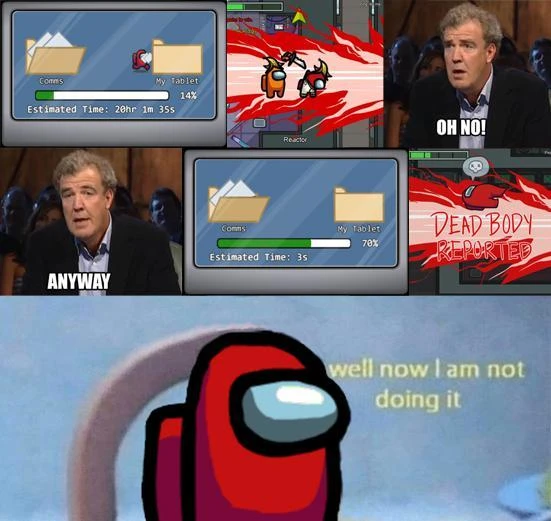 Comms
My Tablet
14%
Estimated Time: 20hr 1m 35s
Reactor
OH NO!
ANYWAY
Comms
My Tablet
70%
Estimated Time: 3s
DEAD BODY
REPORTED
well now I am not
doing it